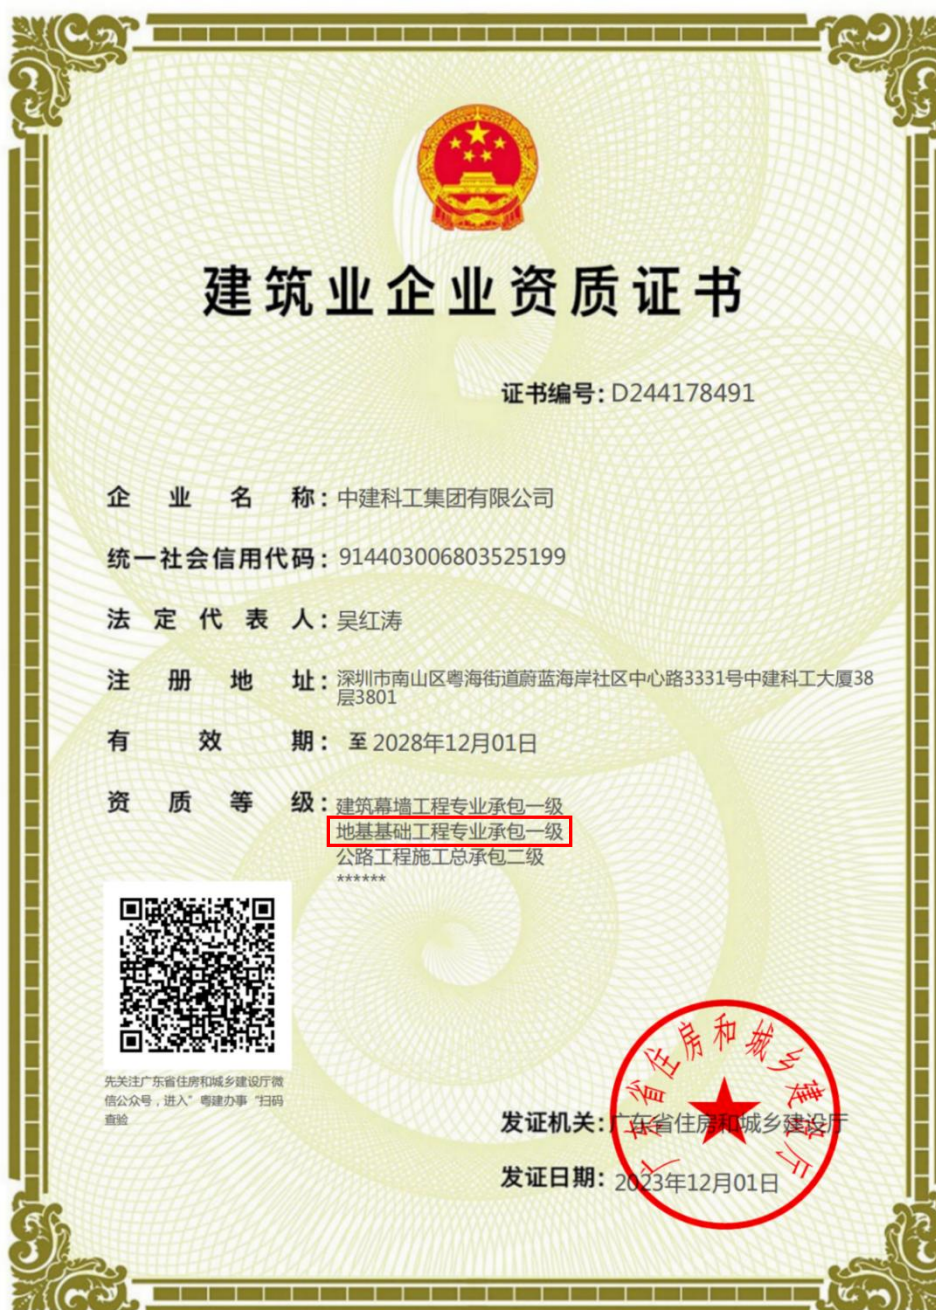 建筑业企业资质证书
证书编号：D244178491
企业名称：中建科工集团有限公司
统一社会信用代码：914403006803525199
法定代表人：吴红涛
注册地址：深圳市南山区粤海街道蔚蓝海岸社区中心路3331号中建科工大厦38
层3801
有效期：至 2028年12月01日
资质等级：建筑幕墙工程专业承包一级
地基基础工程专业承包一级
公路工程施工总承包二级
******
先关注广东省住房和城乡建设厅微
信公众号，进入”粤建办事“扫码
查验
广东省住房和城乡建设厅
发证机关：广东省住房和城乡建设厅
发证日期：2023年12月01日